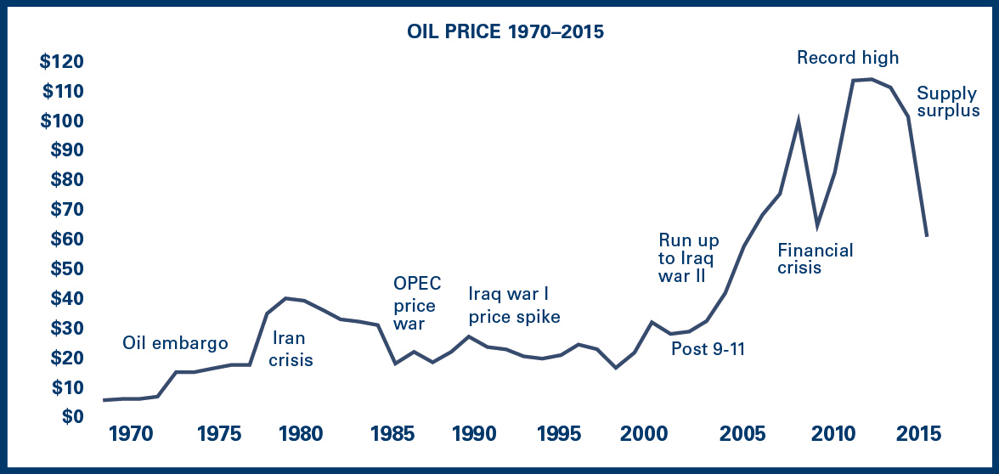 OIL PRICE 1970–2015
$120
$110
$100
$90
$80
$70
$60
$50
$40
$30
$20
$10
$0
Oil embargo
Iran
crisis
OPEC
price
war
Iraq war I
price spike
Run up
to Iraq
war II
Post 9-11
Financial
crisis
Record high
Supply
surplus
1970
1975
1980
1985
1990
1995
2000
2005
2010
2015